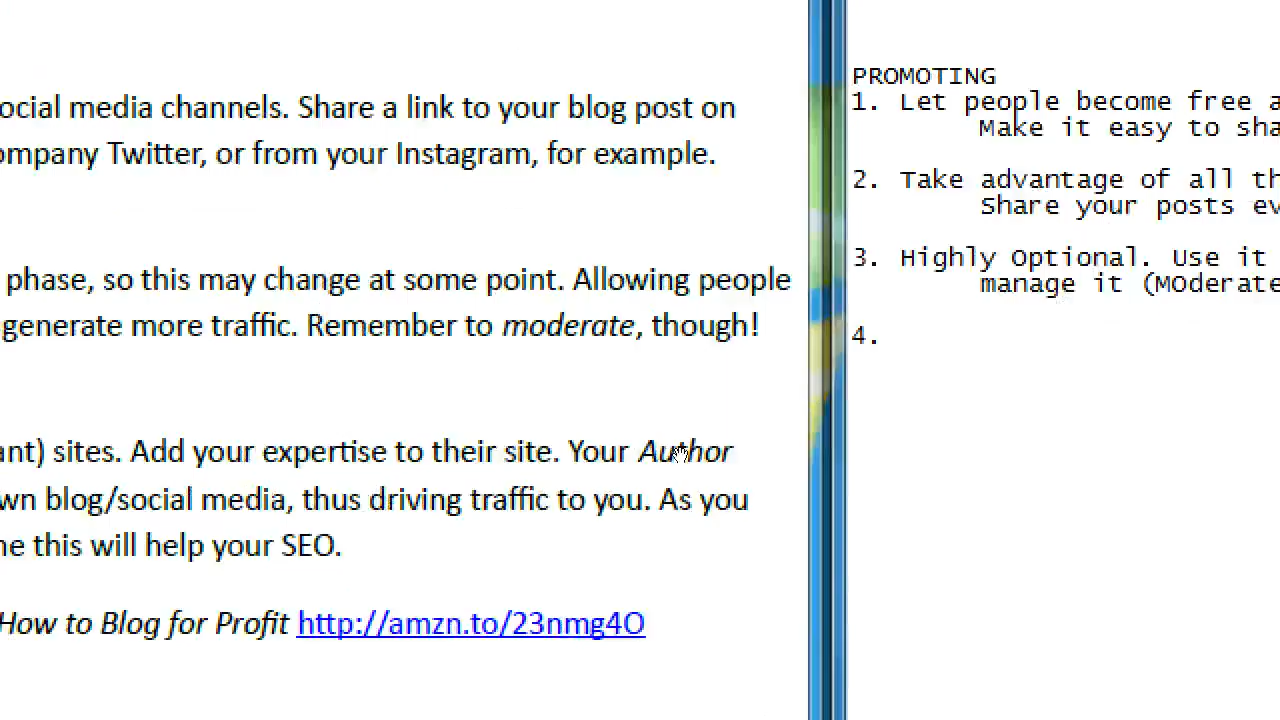 ocial media channels. Share a link to your blog post on
ompany Twitter, or from your Instagram, for example.
phase, so this may change at some point. Allowing people
generate more traffic. Remember to moderate, though!
ant) sites. Add your expertise to their site. Your Author
wn blog/social media, thus driving traffic to you. As you
ne this will help your SEO.
How to Blog for Profit http://amzn.to/23nmg4O
PROMOTING
1. Let people become free a
Make it easy to sha
2. Take advantage of all th
Share your posts ev
3. Highly Optional. Use it
manage it (MOderate
4.